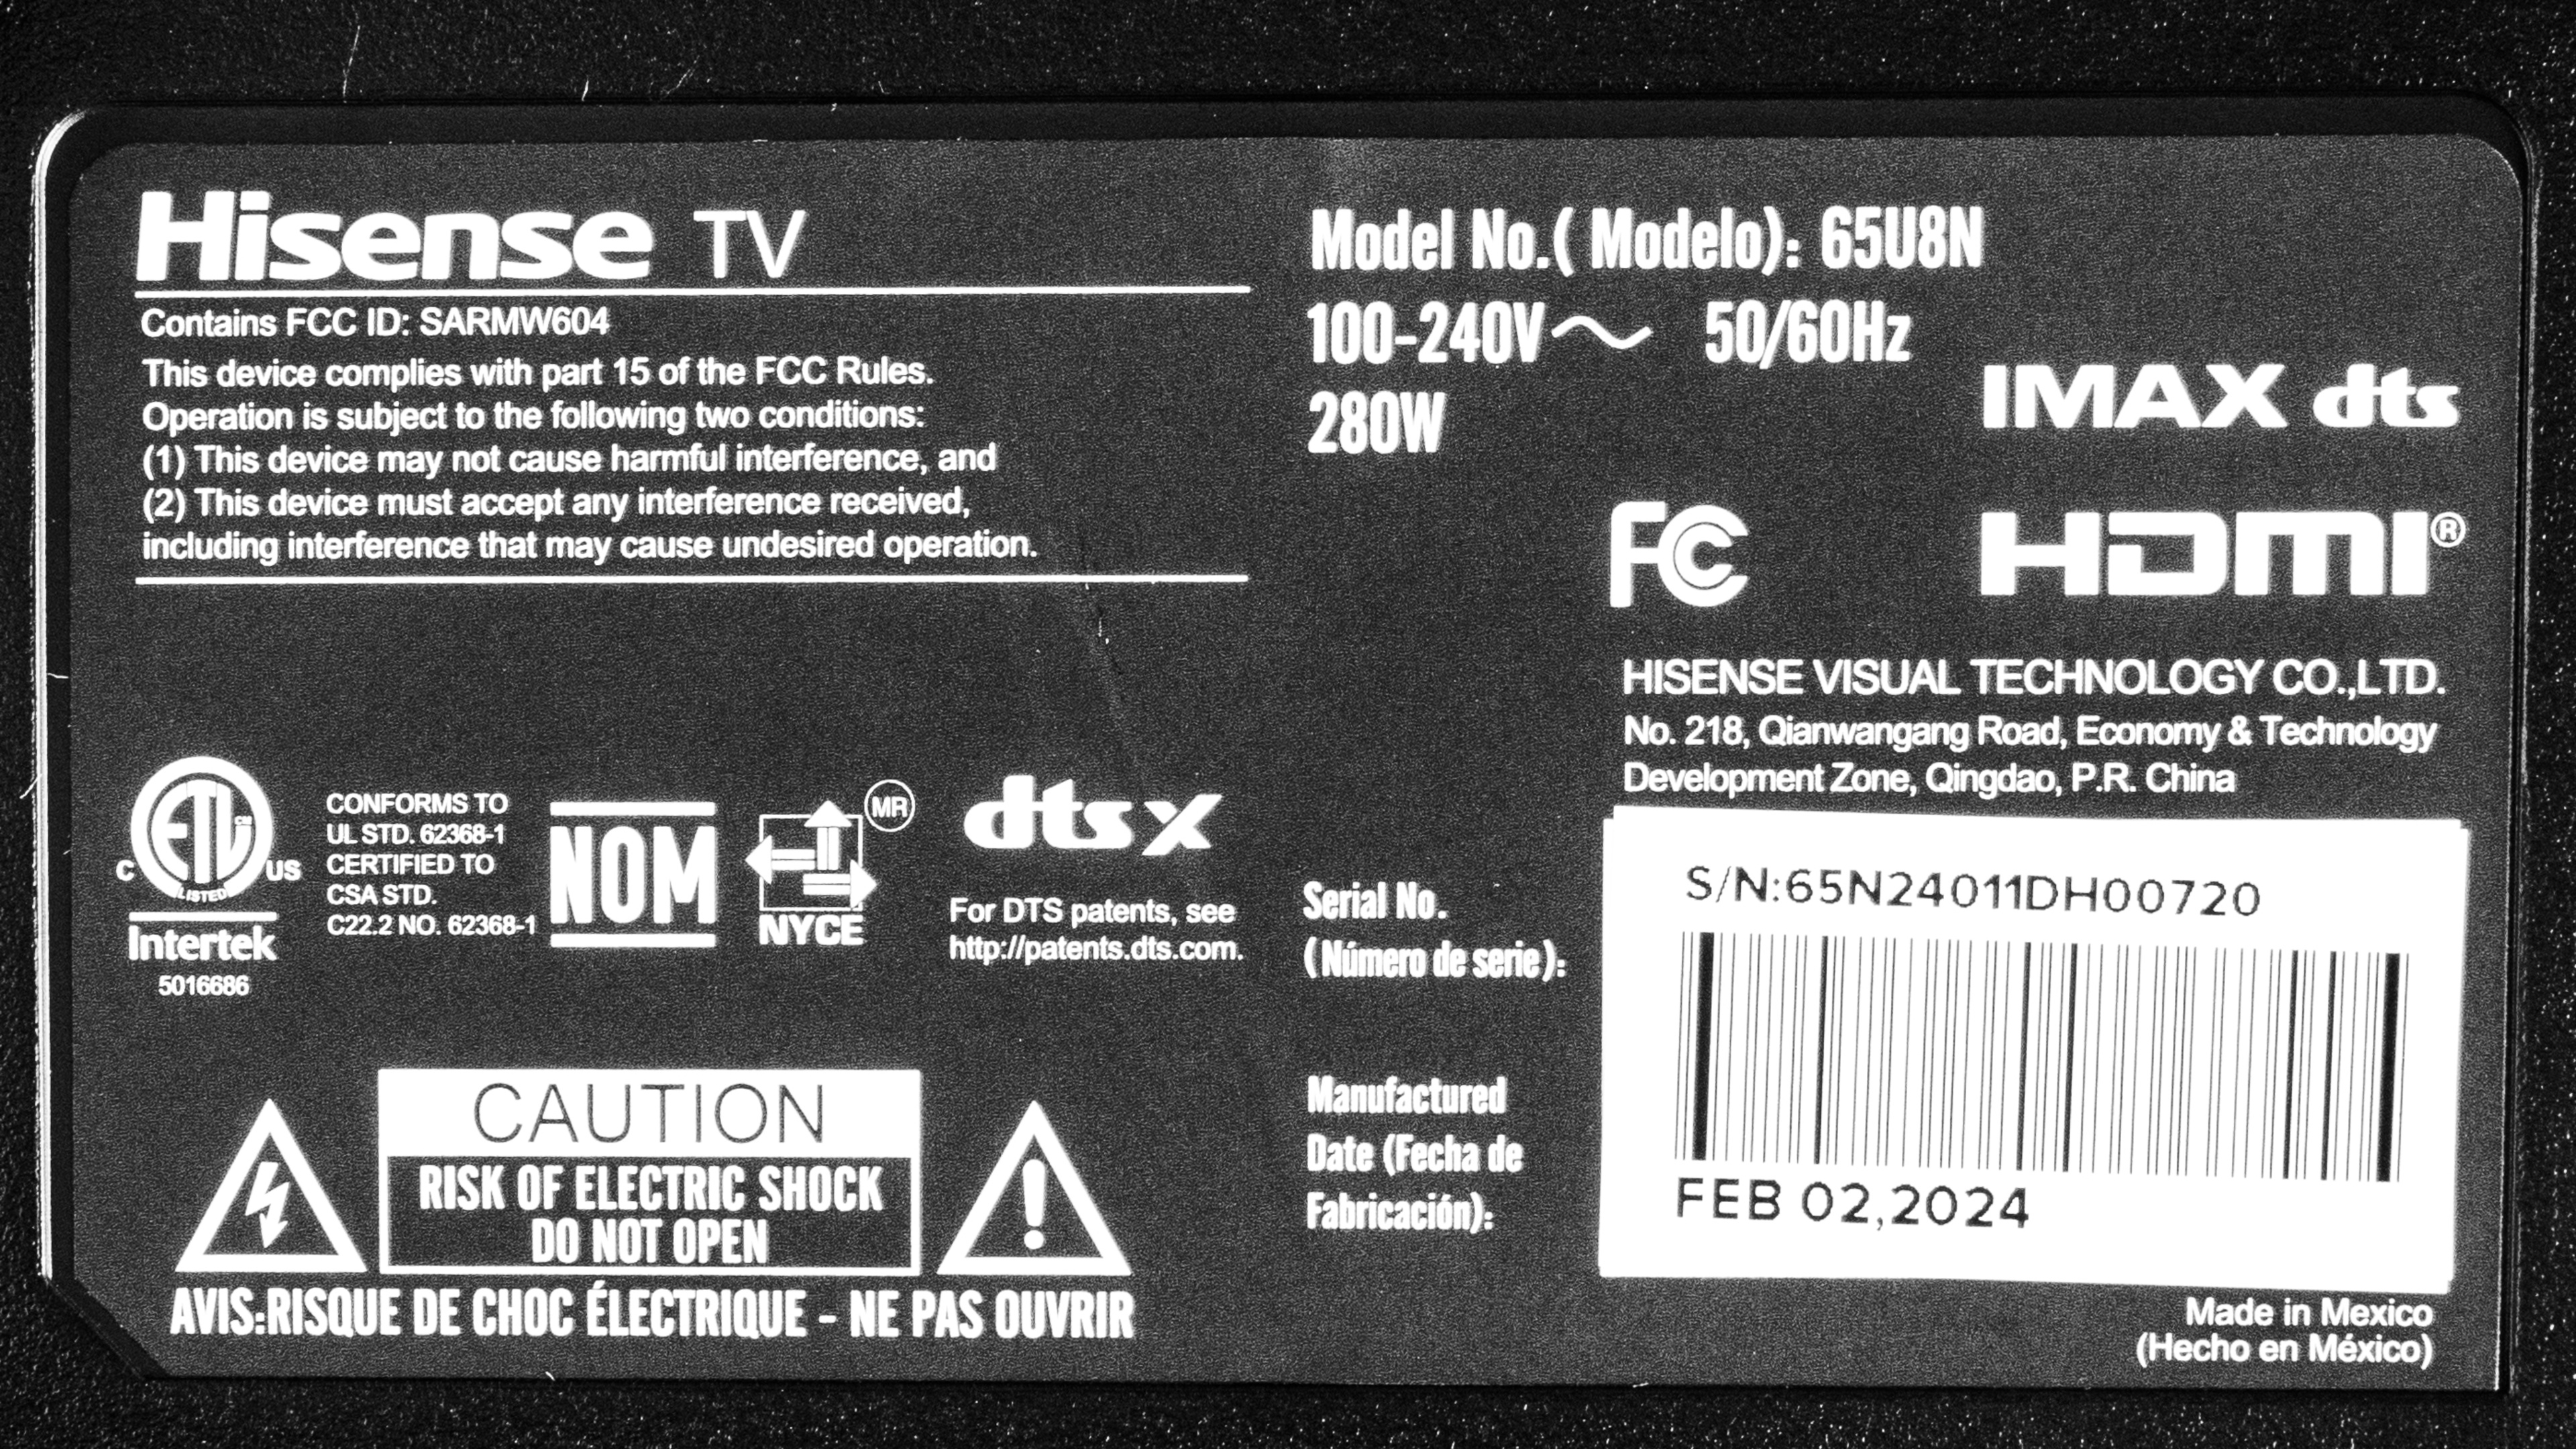 Hisense TV
Contains FCC ID: SARMW604
This device complies with part 15 of the FCC Rules.
Operation is subject to the following two conditions:
(1) This device may not cause harmful interference, and
(2) This device must accept any interference received,
including interference that may cause undesired operation.
Model No.( Modelo): 65U8N
100-240V～ 50/60Hz
280W
IMAX dts
FC
HDMI®
HISENSE VISUAL TECHNOLOGY CO.,LTD.
No. 218, Qianwangang Road, Economy & Technology
Development Zone, Qingdao, P.R. China
ETL CM
C US
LISTED
Intertek
5016686
CONFORMS TO
UL STD. 62368-1
CERTIFIED TO
CSA STD.
C22.2 NO. 62368-1
NOM
MR
NYCE
dts x
For DTS patents, see
http://patents.dts.com.
Serial No.
(Número de serie):
S/N:65N24011DH00720
Manufactured
Date (Fecha de
Fabricación):
FEB 02,2024
CAUTION
RISK OF ELECTRIC SHOCK
DO NOT OPEN
AVIS:RISQUE DE CHOC ÉLECTRIQUE - NE PAS OUVRIR
Made in Mexico
(Hecho en México)